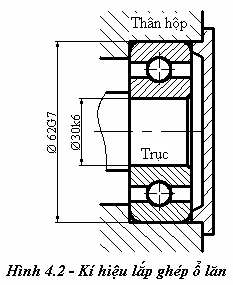 Thân hộp
Ø 62G7
Ø30k6
Trục
Hình 4.2 - Kí hiệu lắp ghép ổ lăn